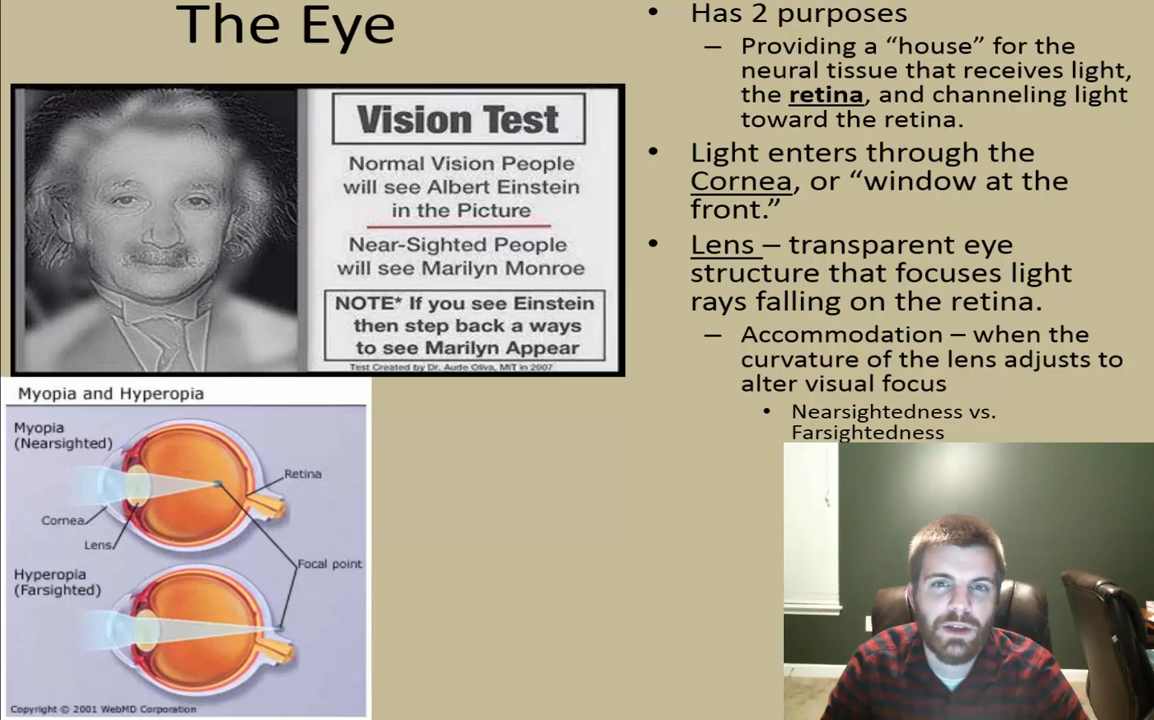 The Eye
Vision Test
Normal Vision People
will see Albert Einstein
in the Picture
Near-Sighted People
will see Marilyn Monroe
NOTE* If you see Einstein
then step back a ways
to see Marilyn Appear
Test Created by Dr. Aude Oliva, MIT in 2007
Myopia and Hyperopia
Myopia
(Nearsighted)
Retina
Cornea
Lens
Focal point
Hyperopia
(Farsighted)
Copyright © 2001 WebMD Corporation
• Has 2 purposes
– Providing a “house” for the
neural tissue that receives light,
the retina, and channeling light
toward the retina.
• Light enters through the
Cornea, or “window at the
front.”
• Lens – transparent eye
structure that focuses light
rays falling on the retina.
– Accommodation – when the
curvature of the lens adjusts to
alter visual focus
• Nearsightedness vs.
Farsightedness